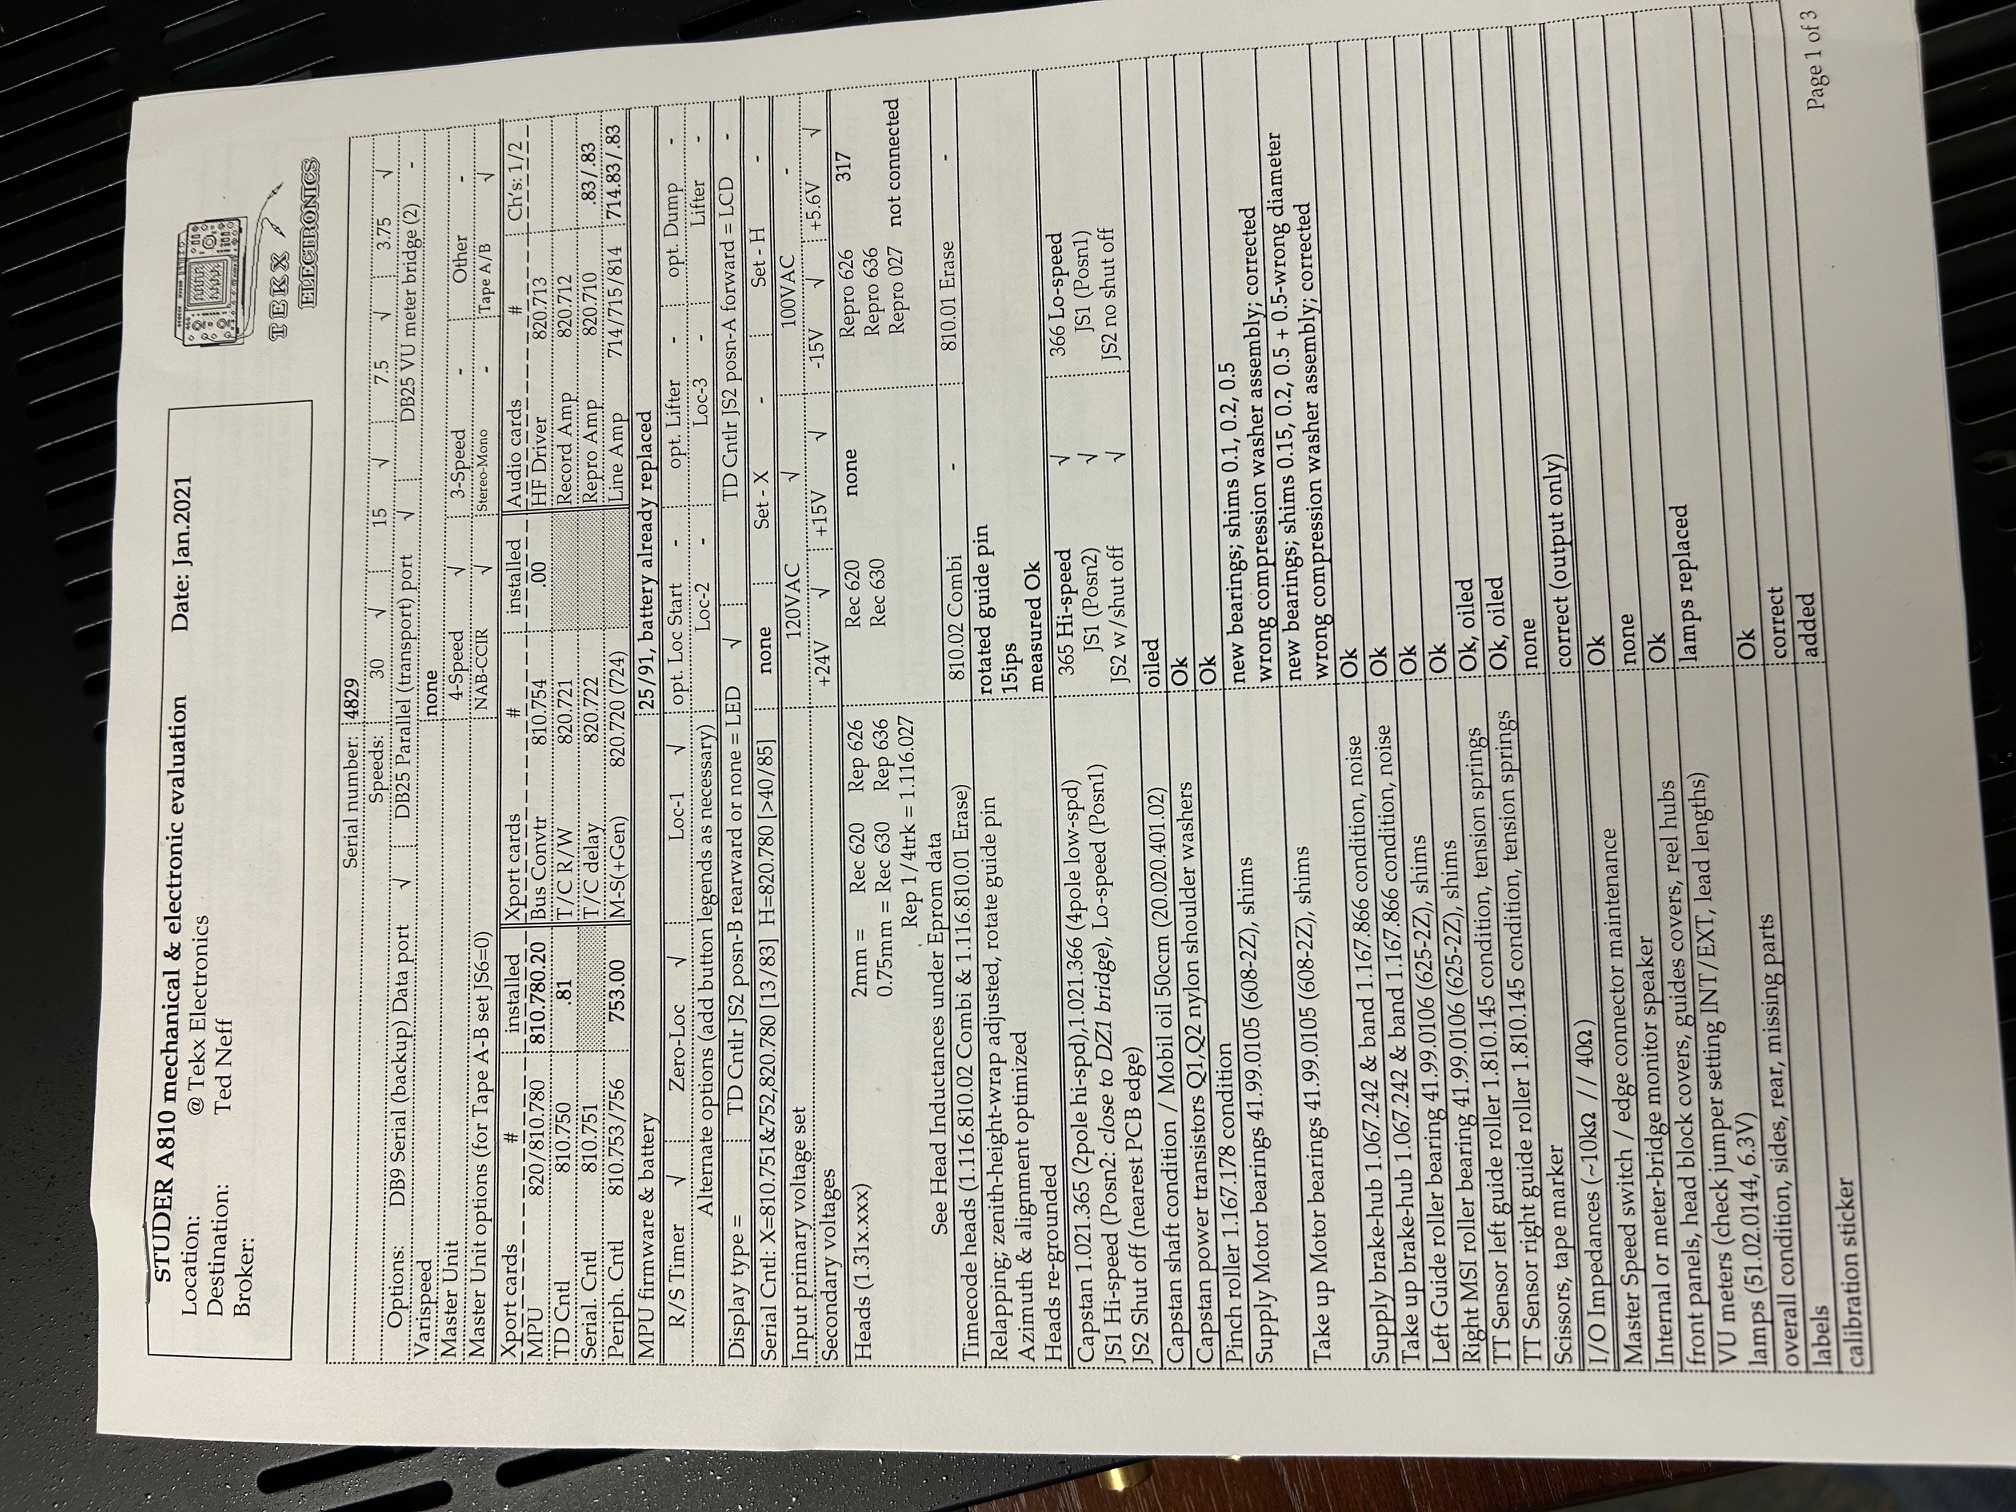 STUDER A810 mechanical & electronic evaluation Date: Jan.2021
Location: @ Tekx Electronics
Destination: Ted Neff
Broker:
TEKX
ELECTRONICS
Serial number: 4829
Speeds: 30 √ 15 √ 7.5 √ 3.75 √
Options: DB9 Serial (backup) Data port √ DB25 Parallel (transport) port √ DB25 VU meter bridge (2) -
Varispeed none
Master Unit 4-Speed √ 3-Speed - Other -
Master Unit options (for Tape A-B set JS6=0) NAB-CCIR √ Stereo-Mono - Tape A/B √
Xport cards # installed Xport cards # installed Audio cards # Ch's: 1/2
MPU 820/810.780 810.780.20 Bus Convtr 810.754 .00 HF Driver 820.713
TD Cntl 810.750 .81 T/C R/W 820.721 Record Amp 820.712
Serial. Cntl 810.751 T/C delay 820.722 Repro Amp 820.710 .83/.83
Periph. Cntl 810.753/756 753.00 M-S(+Gen) 820.720 (724) Line Amp 714/715/814 714.83/.83
MPU firmware & battery 25/91, battery already replaced
R/S Timer √ Zero-Loc √ Loc-1 √ opt. Loc Start - opt. Lifter - opt. Dump -
Alternate options (add button legends as necessary) Loc-2 - Loc-3 - Lifter -
Display type = TD Cntlr JS2 posn-B rearward or none = LED √ TD Cntlr JS2 posn-A forward = LCD -
Serial Cntl: X=810.751&752,820.780 [13/83] H=820.780 [>40/85] none Set - X - Set - H -
Input primary voltage set 120VAC √ 100VAC -
Secondary voltages +24V √ +15V √ -15V √ +5.6V √
Heads (1.31x.xxx) 2mm = Rec 620 Rep 626 Rec 620 none Repro 626 317
0.75mm = Rec 630 Rep 636 Rec 630 Repro 636
Rep 1/4trk = 1.116.027 Repro 027 not connected
See Head Inductances under Eprom data
Timecode heads (1.116.810.02 Combi & 1.116.810.01 Erase) 810.02 Combi - 810.01 Erase -
Relapping; zenith-height-wrap adjusted, rotate guide pin rotated guide pin
Azimuth & alignment optimized 15ips
Heads re-grounded measured Ok
Capstan 1.021.365 (2pole hi-spd),1.021.366 (4pole low-spd) 365 Hi-speed √ 366 Lo-speed
JS1 Hi-speed (Posn2: close to DZ1 bridge), Lo-speed (Posn1) JS1 (Posn2) √ JS1 (Posn1)
JS2 Shut off (nearest PCB edge) JS2 w/shut off √ JS2 no shut off
Capstan shaft condition / Mobil oil 50ccm (20.020.401.02) oiled
Capstan power transistors Q1,Q2 nylon shoulder washers Ok
Pinch roller 1.167.178 condition Ok
Supply Motor bearings 41.99.0105 (608-2Z), shims new bearings; shims 0.1, 0.2, 0.5
wrong compression washer assembly; corrected
Take up Motor bearings 41.99.0105 (608-2Z), shims new bearings; shims 0.15, 0.2, 0.5 + 0.5-wrong diameter
wrong compression washer assembly; corrected
Supply brake-hub 1.067.242 & band 1.167.866 condition, noise Ok
Take up brake-hub 1.067.242 & band 1.167.866 condition, noise Ok
Left Guide roller bearing 41.99.0106 (625-2Z), shims Ok
Right MSI roller bearing 41.99.0106 (625-2Z), shims Ok
TT Sensor left guide roller 1.810.145 condition, tension springs Ok, oiled
TT Sensor right guide roller 1.810.145 condition, tension springs Ok, oiled
Scissors, tape marker none
I/O Impedances (~10kΩ // 40Ω) correct (output only)
Master Speed switch / edge connector maintenance Ok
Internal or meter-bridge monitor speaker none
front panels, head block covers, guides covers, reel hubs Ok
VU meters (check jumper setting INT/EXT, lead lengths) lamps replaced
lamps (51.02.0144, 6.3V)
overall condition, sides, rear, missing parts Ok
labels correct
calibration sticker added
Page 1 of 3